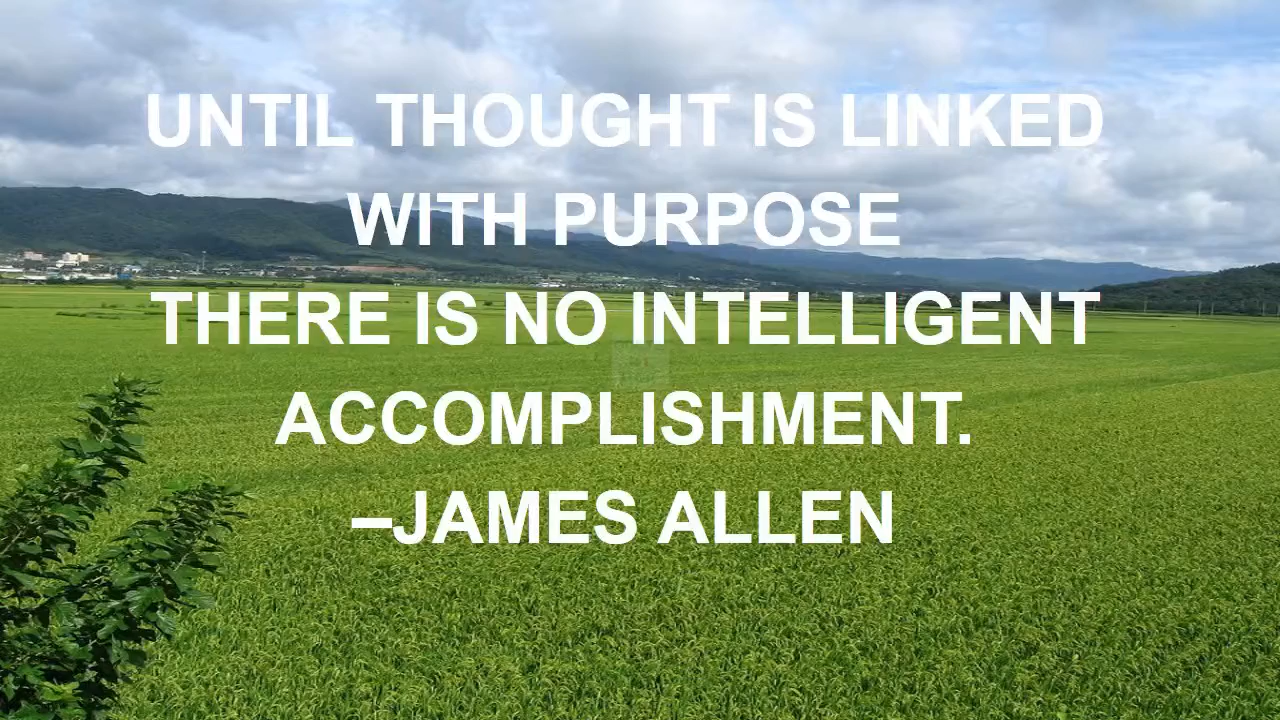 UNTIL THOUGHT IS LINKED
WITH PURPOSE
THERE IS NO INTELLIGENT
ACCOMPLISHMENT.
–JAMES ALLEN